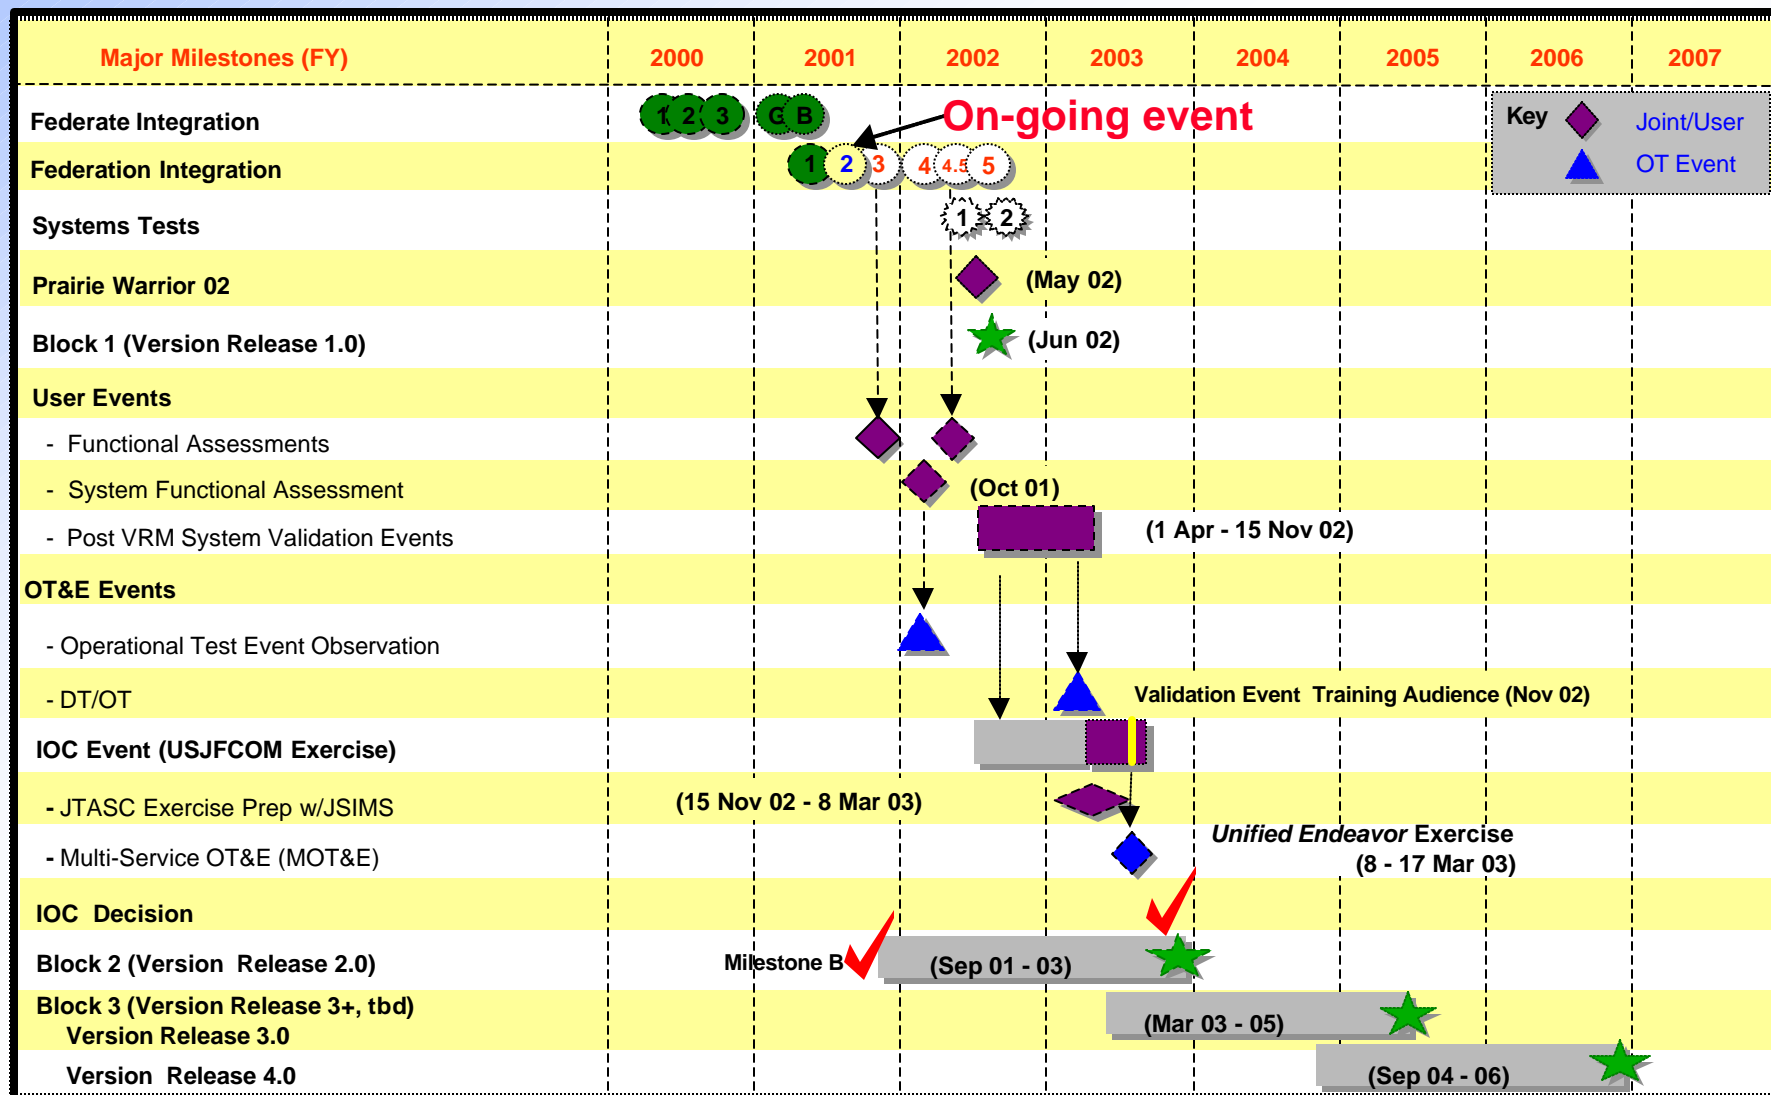 Major Milestones (FY) 2000 2001 2002 2003 2004 2005 2006 2007
Federate Integration 1 2 3 C B On-going event
Key Joint/User
OT Event
Federation Integration 1 2 3 4 4.5 5
Systems Tests 1 2
Prairie Warrior 02 (May 02)
Block 1 (Version Release 1.0) (Jun 02)
User Events
- Functional Assessments
- System Functional Assessment (Oct 01)
- Post VRM System Validation Events (1 Apr - 15 Nov 02)
OT&E Events
- Operational Test Event Observation
- DT/OT Validation Event Training Audience (Nov 02)
IOC Event (USJFCOM Exercise)
- JTASC Exercise Prep w/JSIMS (15 Nov 02 - 8 Mar 03)
- Multi-Service OT&E (MOT&E) Unified Endeavor Exercise
(8 - 17 Mar 03)
IOC Decision
Block 2 (Version Release 2.0) Milestone B (Sep 01 - 03)
Block 3 (Version Release 3+, tbd)
Version Release 3.0 (Mar 03 - 05)
Version Release 4.0 (Sep 04 - 06)